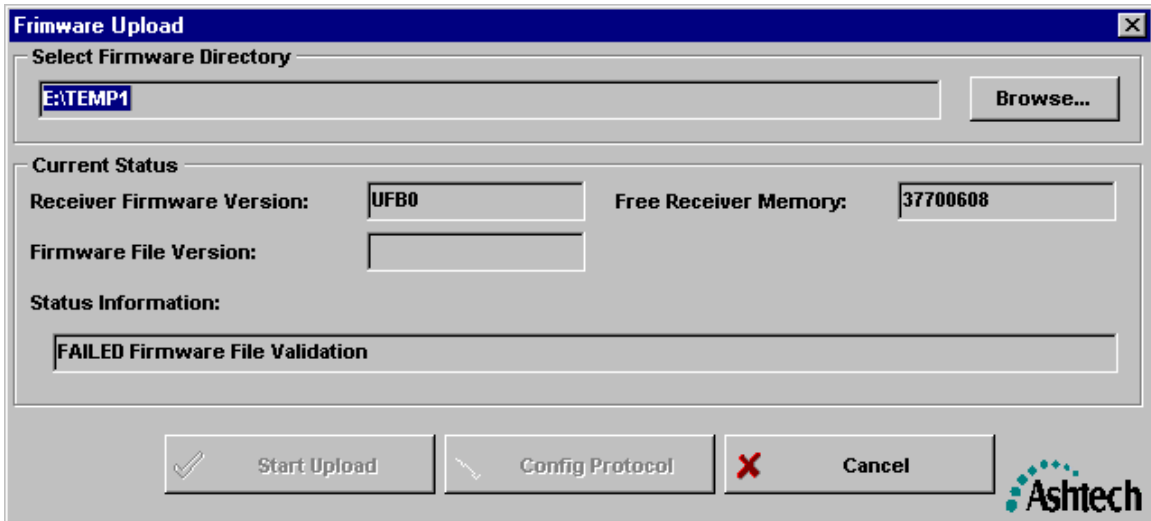 Frimware Upload
Select Firmware Directory
E:\TEMP1
Browse...
Current Status
Receiver Firmware Version: UFB0 Free Receiver Memory: 37700608
Firmware File Version:
Status Information:
FAILED Firmware File Validation
Start Upload Config Protocol Cancel
Ashtech